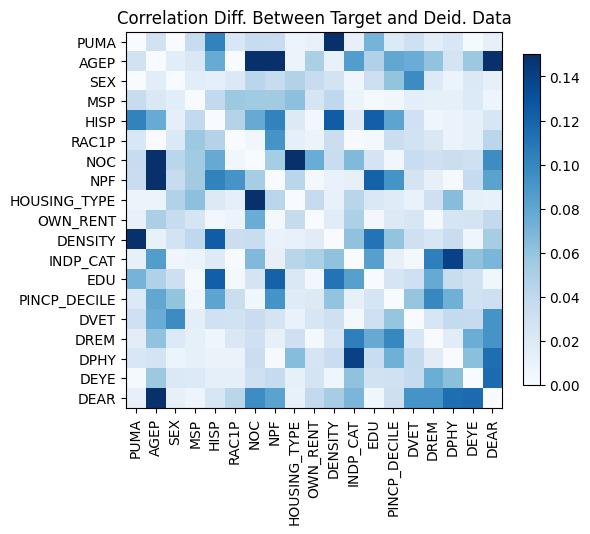 Correlation Diff. Between Target and Deid. Data
PUMA
AGEP
SEX
MSP
HISP
RAC1P
NOC
NPF
HOUSING_TYPE
OWN_RENT
DENSITY
INDP_CAT
EDU
PINCP_DECILE
DVET
DREM
DPHY
DEYE
DEAR
PUMA
AGEP
SEX
MSP
HISP
RAC1P
NOC
NPF
HOUSING_TYPE
OWN_RENT
DENSITY
INDP_CAT
EDU
PINCP_DECILE
DVET
DREM
DPHY
DEYE
DEAR
0.14
0.12
0.10
0.08
0.06
0.04
0.02
0.00